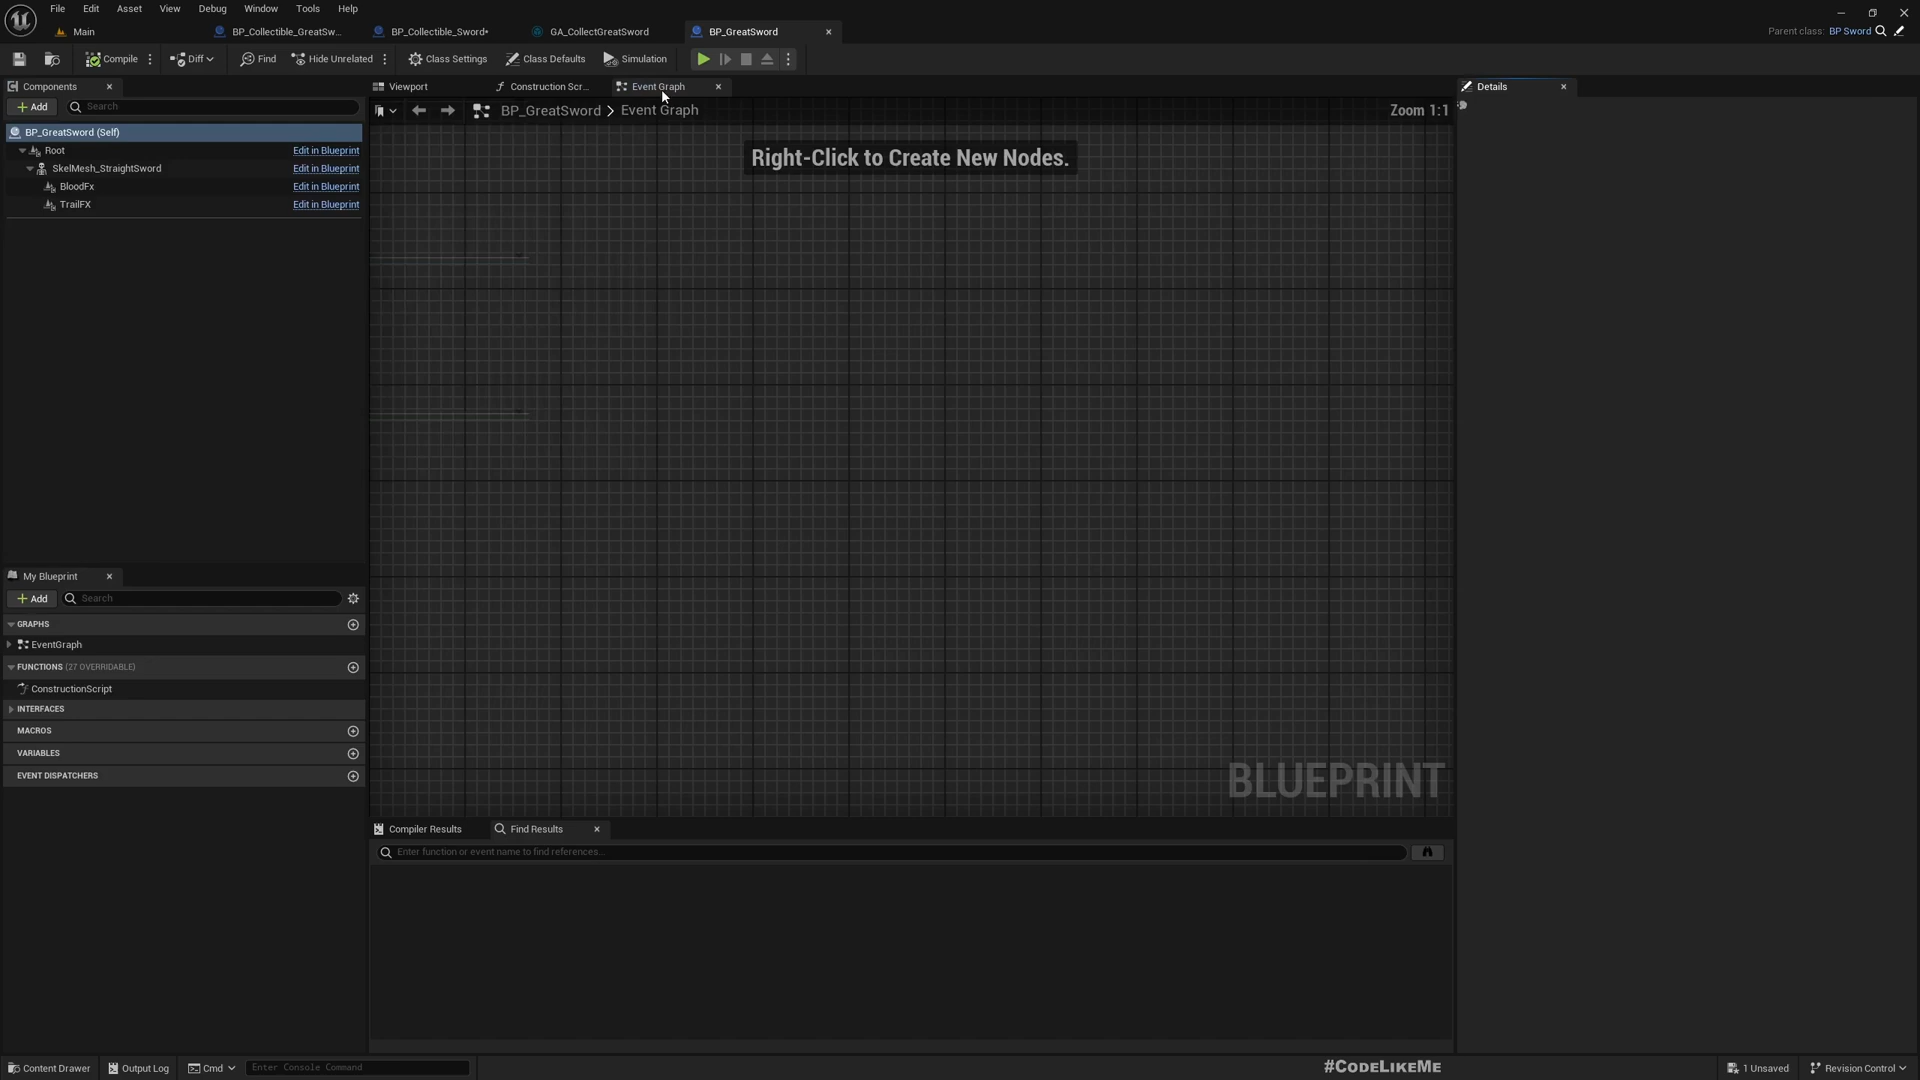 File Edit Asset View Debug Window Tools Help
Main BP_Collectible_GreatSw... BP_Collectible_Sword* GA_CollectGreatSword BP_GreatSword
Parent class: BP Sword
Compile Diff Find Hide Unrelated Class Settings Class Defaults Simulation
Components Viewport Construction Scr... Event Graph Details
Add Search BP_GreatSword > Event Graph Zoom 1:1
BP_GreatSword (Self)
Root Edit in Blueprint
SkelMesh_StraightSword Edit in Blueprint
BloodFx Edit in Blueprint
TrailFX Edit in Blueprint
Right-Click to Create New Nodes.
My Blueprint
Add Search
GRAPHS
EventGraph
FUNCTIONS (27 OVERRIDABLE)
ConstructionScript
INTERFACES
MACROS
VARIABLES
EVENT DISPATCHERS
BLUEPRINT
Compiler Results Find Results
Enter function or event name to find references...
Content Drawer Output Log Cmd Enter Console Command
#CODELIKEME
1 Unsaved Revision Control